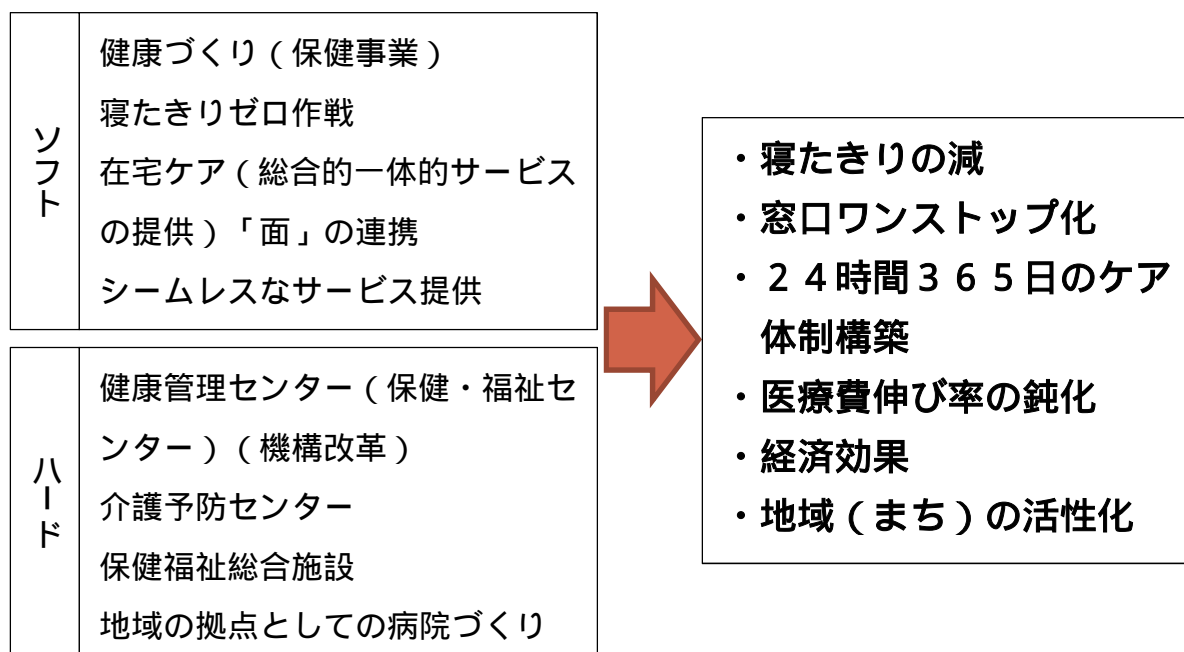 ソフト
健康づくり(保健事業)
寝たきりゼロ作戦
在宅ケア(総合的一体的サービス
の提供)「面」の連携
シームレスなサービス提供
ハード
健康管理センター(保健・福祉セ
ンター)(機構改革)
介護予防センター
保健福祉総合施設
地域の拠点としての病院づくり
・寝たきりの減
・窓口ワンストップ化
・24時間365日のケア
体制構築
・医療費伸び率の鈍化
・経済効果
・地域(まち)の活性化